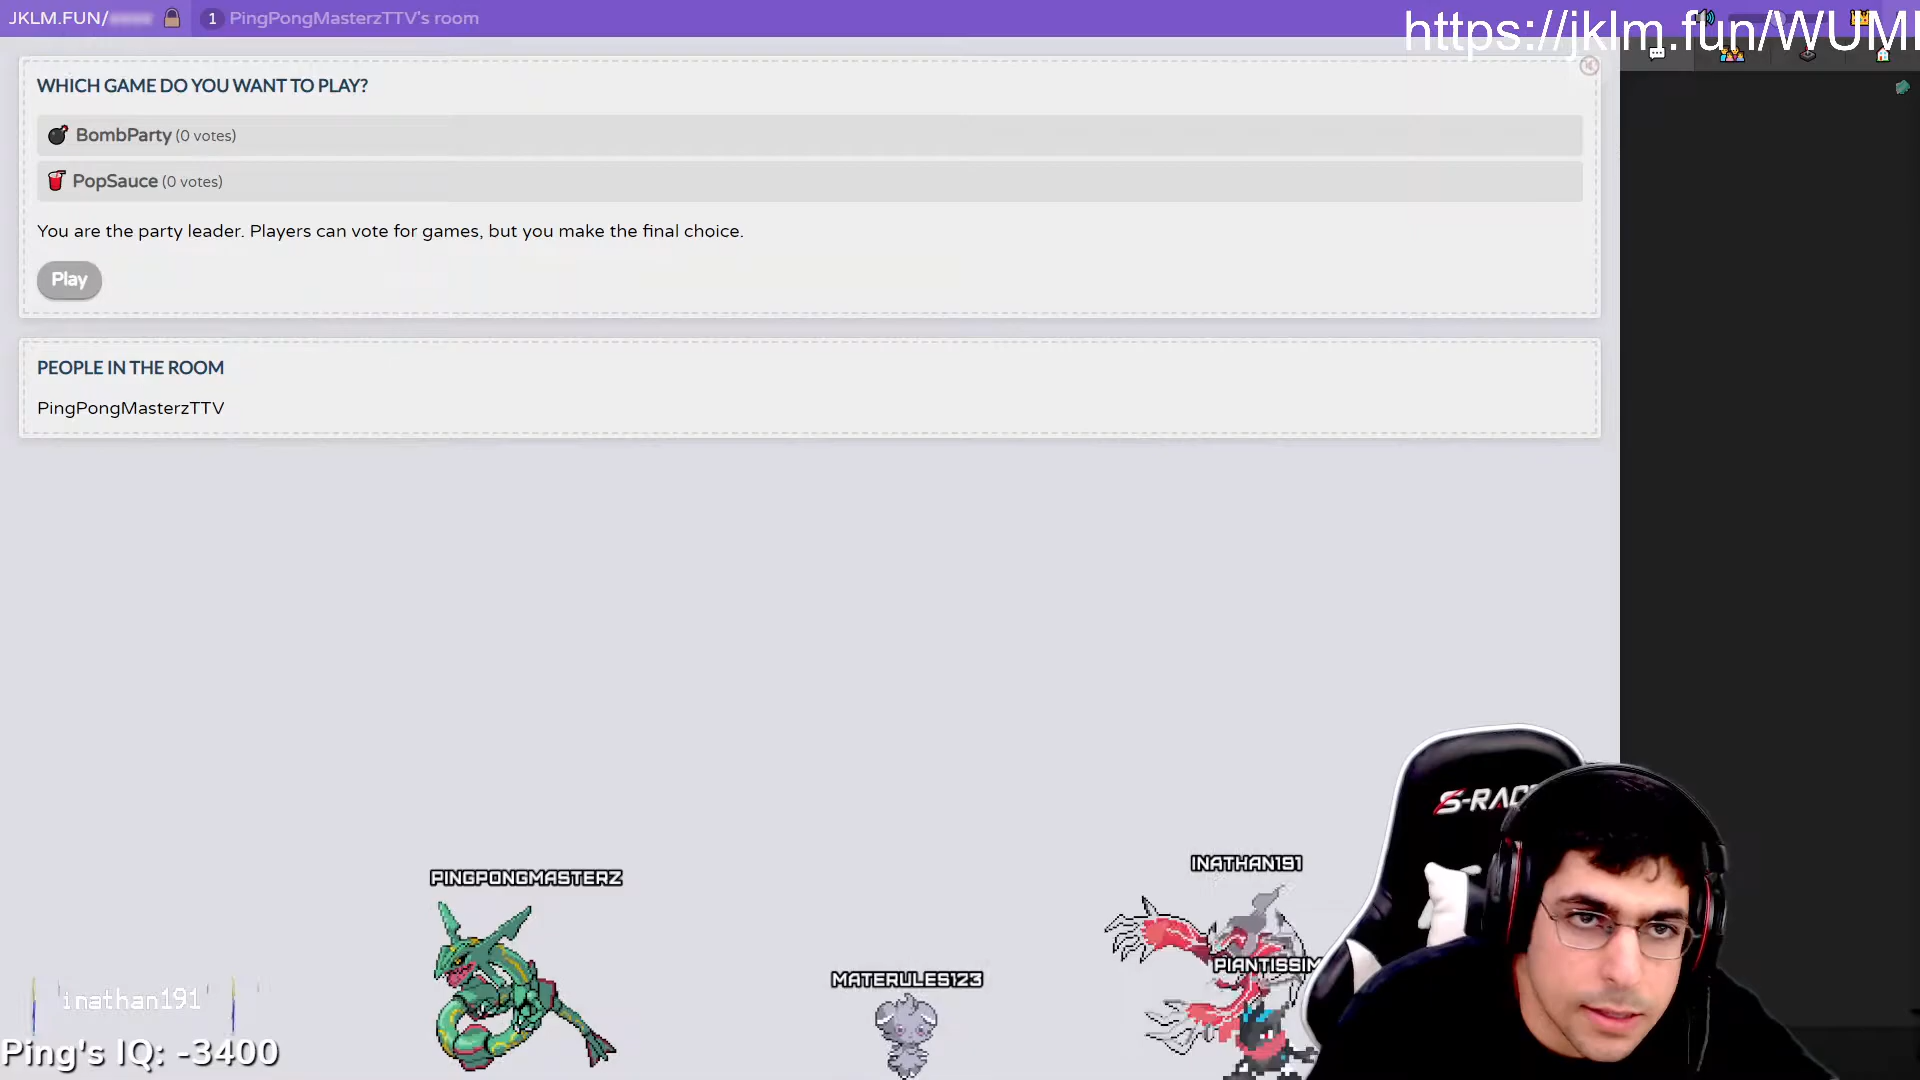 JKLM.FUN/
1 PingPongMasterzTTV's room
https://jklm.fun/WUM
WHICH GAME DO YOU WANT TO PLAY?
BombParty (0 votes)
PopSauce (0 votes)
You are the party leader. Players can vote for games, but you make the final choice.
Play
PEOPLE IN THE ROOM
PingPongMasterzTTV
S-RAC
INATHAN191
PINGPONGMASTERZ
PIANTISSIM
MATERULES123
inathan191
Ping's IQ: -3400